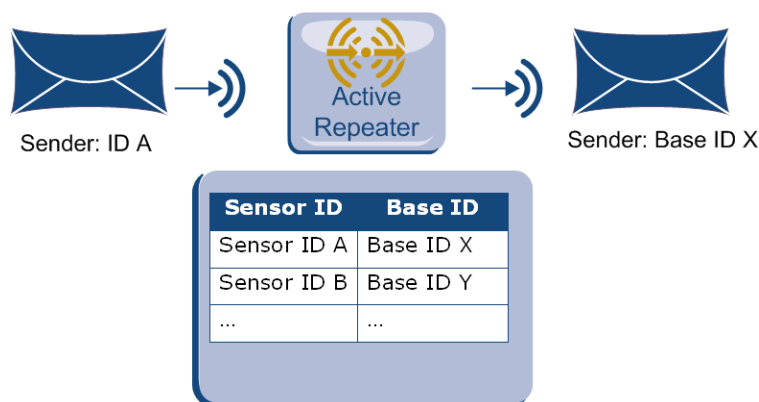 Active
Repeater
Sender: ID A
Sender: Base ID X
Sensor ID Base ID
Sensor ID A Base ID X
Sensor ID B Base ID Y
... ...